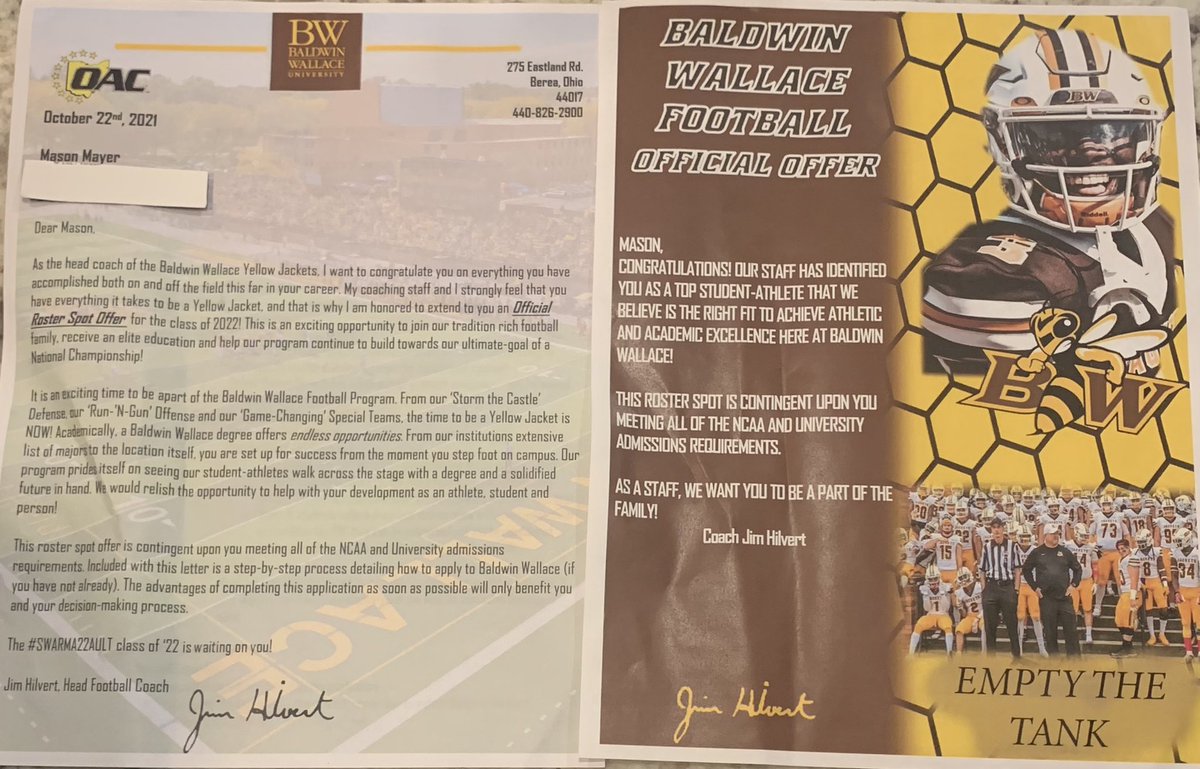 BW
BALDWIN
WALLACE
UNIVERSITY
OAC
275 Eastland Rd.
Berea, Ohio
44017
440-826-2900
October 22nd, 2021
Mason Mayer
Dear Mason,
As the head coach of the Baldwin Wallace Yellow Jackets, I want to congratulate you on everything you have
accomplished both on and off the field this far in your career. My coaching staff and I strongly feel that you
have everything it takes to be a Yellow Jacket, and that is why I am honored to extend to you an Official
Roster Spot Offer for the class of 2022! This is an exciting opportunity to join our tradition rich football
family, receive an elite education and help our program continue to build towards our ultimate-goal of a
National Championship!
It is an exciting time to be apart of the Baldwin Wallace Football Program. From our 'Storm the Castle'
Defense, our 'Run-'N-Gun' Offense and our 'Game-Changing' Special Teams, the time to be a Yellow Jacket is
NOW! Academically, a Baldwin Wallace degree offers endless opportunities. From our institutions extensive
list of majors to the location itself, you are set up for success from the moment you step foot on campus. Our
program prides itself on seeing our student-athletes walk across the stage with a degree and a solidified
future in hand. We would relish the opportunity to help with your development as an athlete, student and
person!
This roster spot offer is contingent upon you meeting all of the NCAA and University admissions
requirements. Included with this letter is a step-by-step process detailing how to apply to Baldwin Wallace (if
you have not already). The advantages of completing this application as soon as possible will only benefit you
and your decision-making process.
The #SWARMA22AULT class of '22 is waiting on you!
Jim Hilvert, Head Football Coach
Jim Hilvert
BALDWIN
WALLACE
FOOTBALL
OFFICIAL OFFER
MASON,
CONGRATULATIONS! OUR STAFF HAS IDENTIFIED
YOU AS A TOP STUDENT-ATHLETE THAT WE
BELIEVE IS THE RIGHT FIT TO ACHIEVE ATHLETIC
AND ACADEMIC EXCELLENCE HERE AT BALDWIN
WALLACE!
THIS ROSTER SPOT IS CONTINGENT UPON YOU
MEETING ALL OF THE NCAA AND UNIVERSITY
ADMISSIONS REQUIREMENTS.
AS A STAFF, WE WANT YOU TO BE A PART OF THE
FAMILY!
Coach Jim Hilvert
Jim Hilvert
BW
Riddell
BW
EMPTY THE
TANK